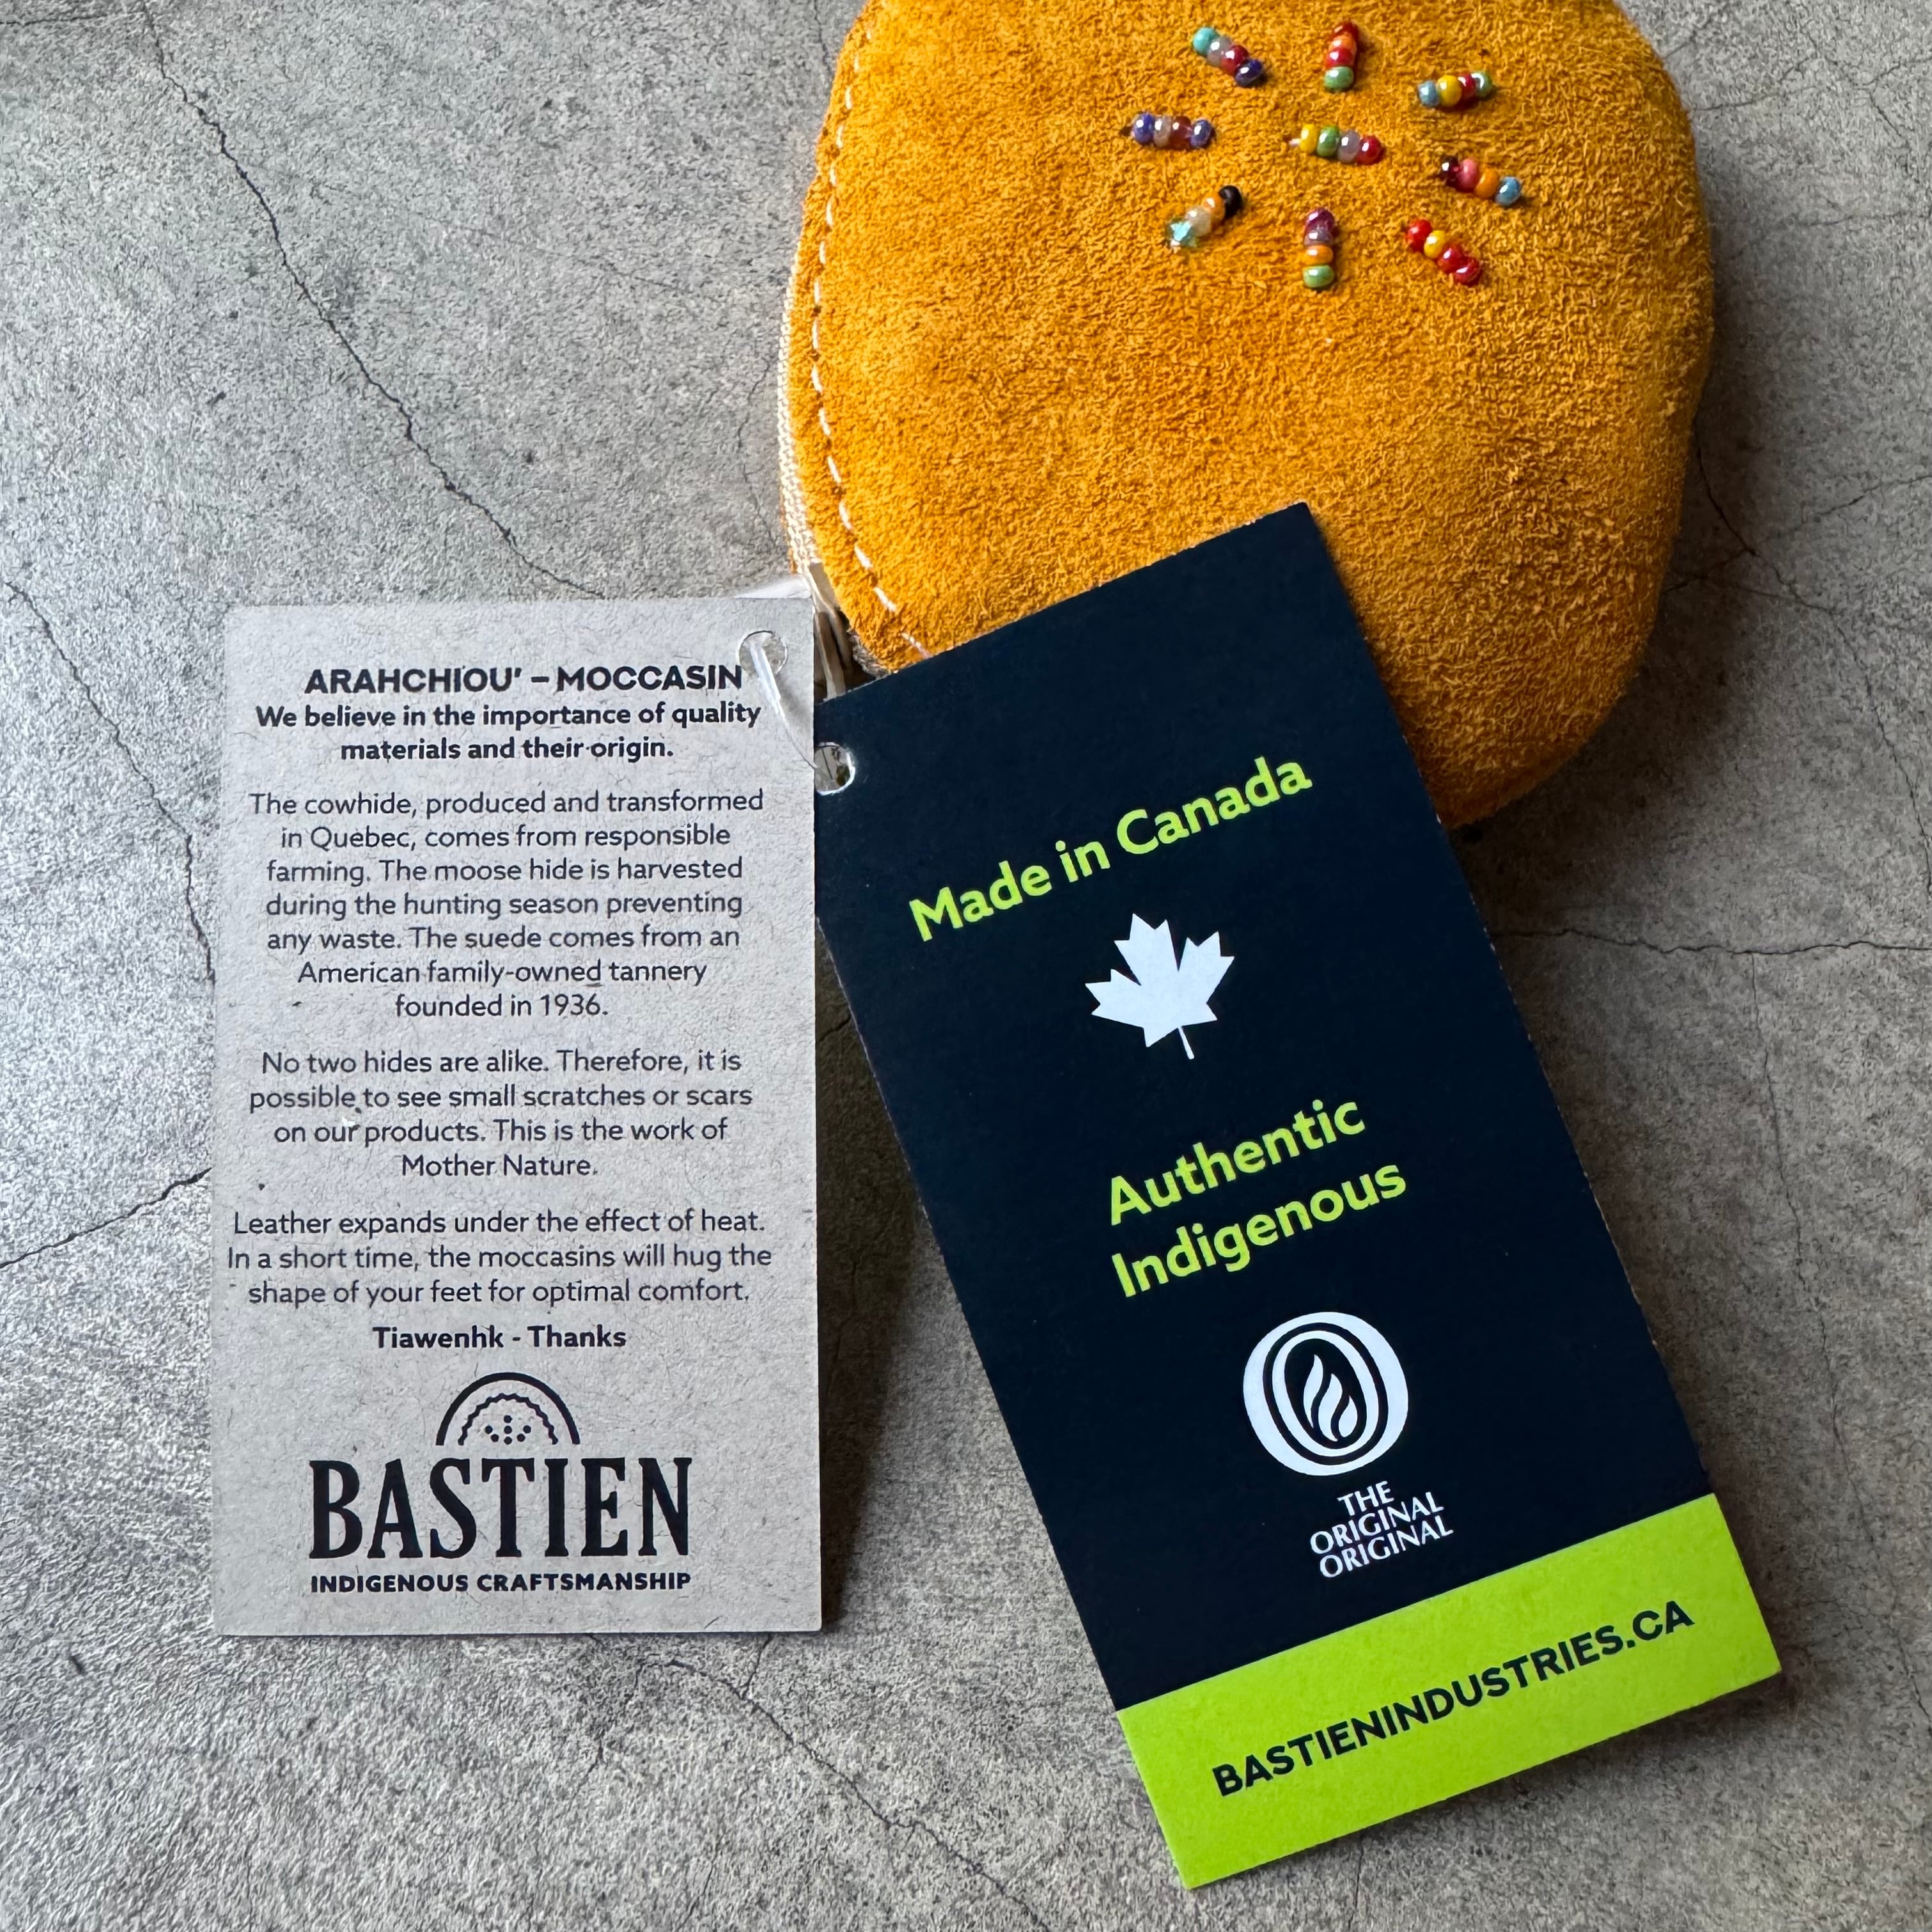 ARAHCHIOU' – MOCCASIN
We believe in the importance of quality
materials and their origin.
The cowhide, produced and transformed
in Quebec, comes from responsible
farming. The moose hide is harvested
during the hunting season preventing
any waste. The suede comes from an
American family-owned tannery
founded in 1936.
No two hides are alike. Therefore, it is
possible to see small scratches or scars
on our products. This is the work of
Mother Nature.
Leather expands under the effect of heat.
In a short time, the moccasins will hug the
shape of your feet for optimal comfort.
Tiawenhk - Thanks
BASTIEN
INDIGENOUS CRAFTSMANSHIP
Made in Canada
Authentic
Indigenous
THE
ORIGINAL
ORIGINAL
BASTIENINDUSTRIES.CA